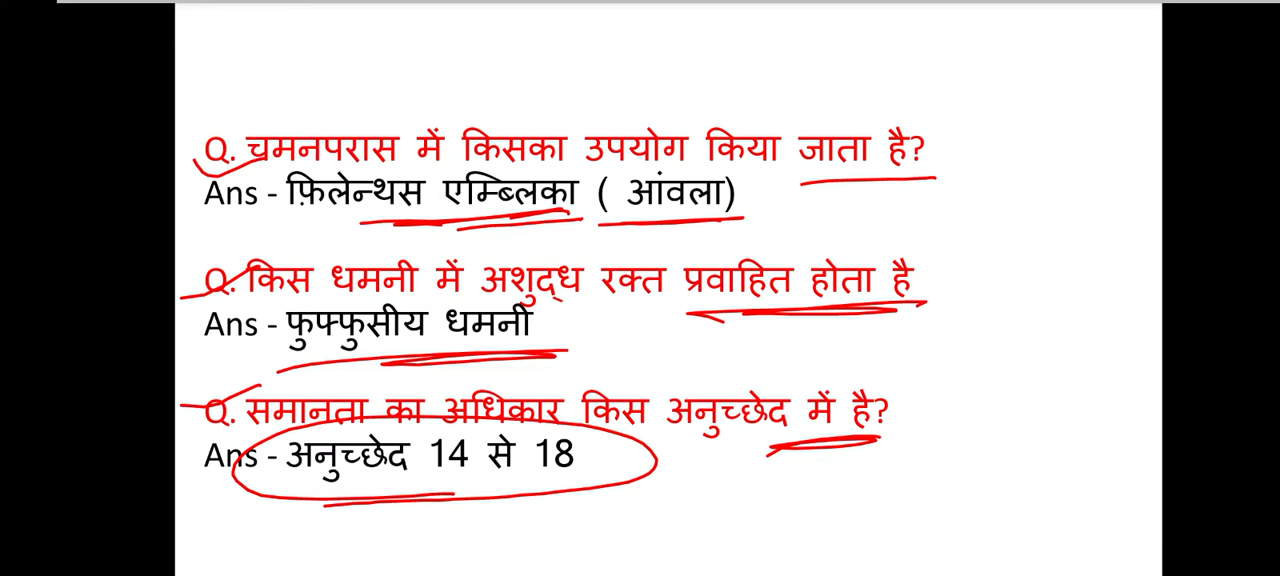 Q. चमनपरास में किसका उपयोग किया जाता है?
Ans - फ़िलेन्थस एम्ब्लिका ( आंवला)
Q. किस धमनी में अशुद्ध रक्त प्रवाहित होता है
Ans - फुफ्फुसीय धमनी
Q. समानता का अधिकार किस अनुच्छेद में है?
Ans - अनुच्छेद 14 से 18